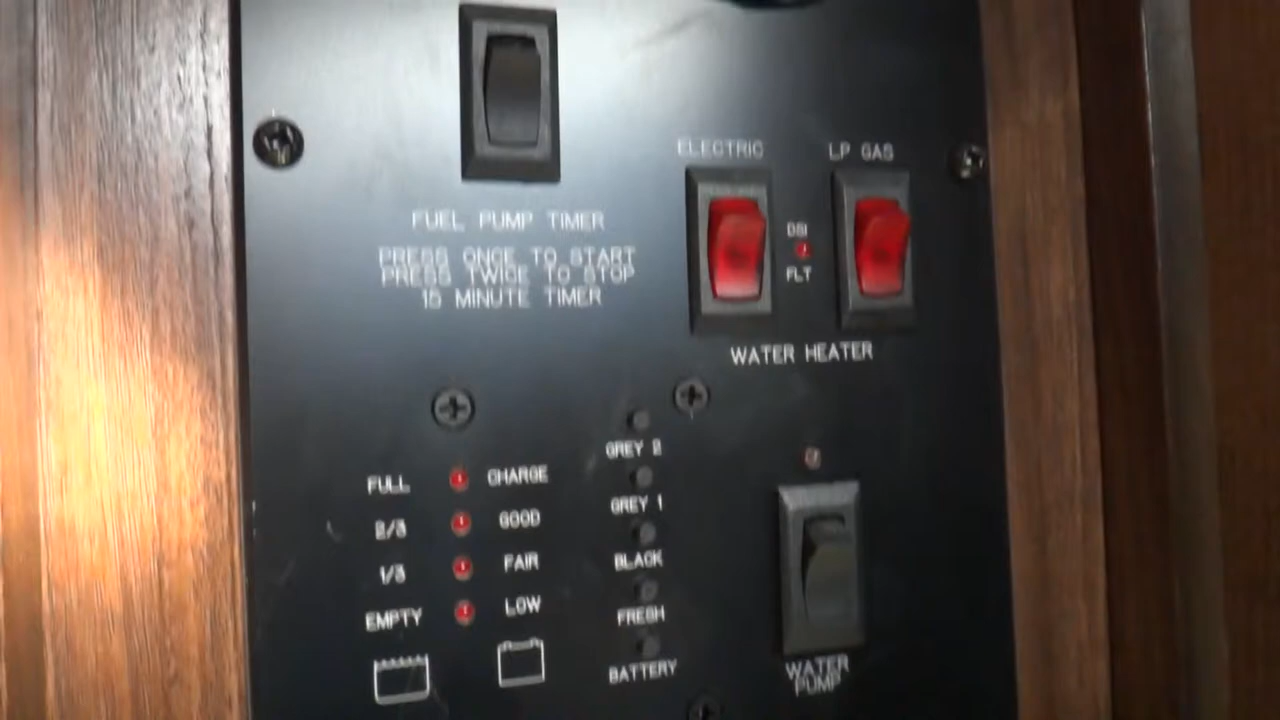 ELECTRIC
LP GAS
FUEL PUMP TIMER
PRESS ONCE TO START
PRESS TWICE TO STOP
15 MINUTE TIMER
DSI
FLT
WATER HEATER
FULL
CHARGE
2/3
GOOD
1/3
FAIR
EMPTY
LOW
GREY 2
GREY 1
BLACK
FRESH
BATTERY
WATER
PUMP